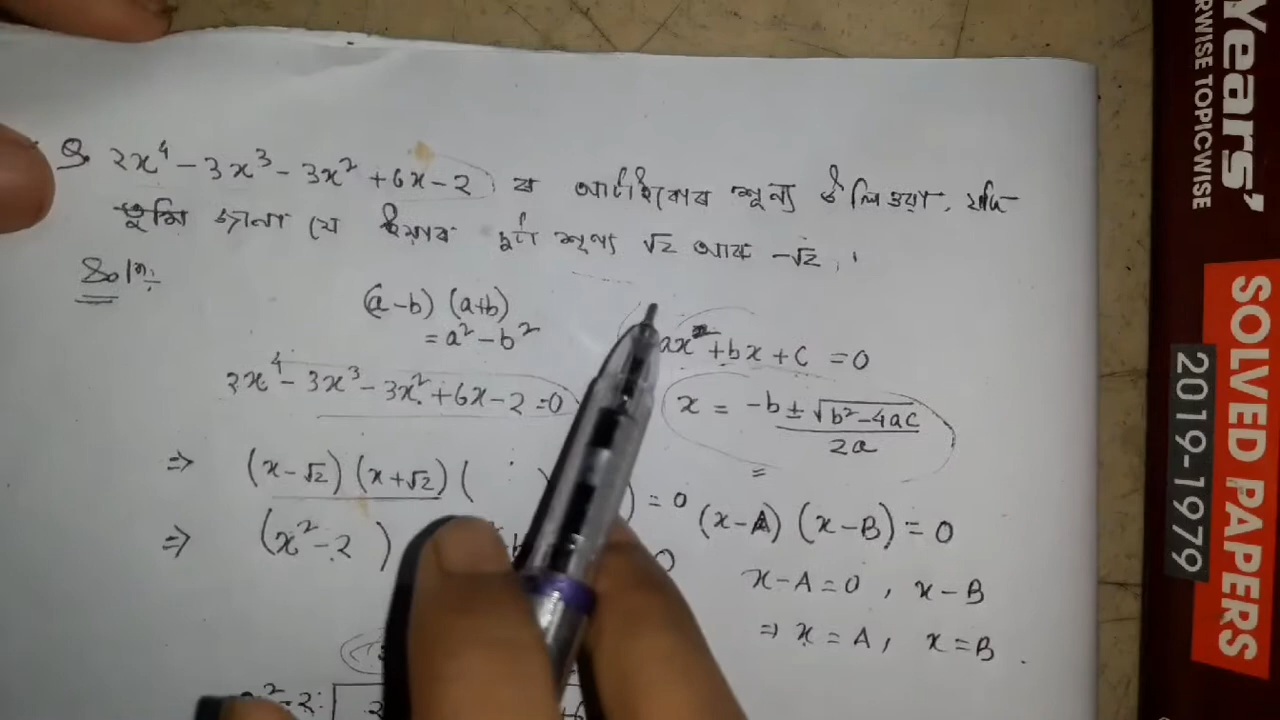 Q. 2x⁴ - 3x³ - 3x² + 6x - 2 ৰ আটাইবোৰ শূন্য উলিওৱা, যদি
তুমি জানা যে ইয়াৰ দুটা শূন্য √2 আৰু -√2 ।
Solⁿ:
(a-b) (a+b)
= a² - b²
ax² + bx + c = 0
2x⁴ - 3x³ - 3x² + 6x - 2 = 0
x = -b ± √b² - 4ac / 2a
⇒ (x - √2) (x + √2) ( ) = 0
(x - A) (x - B) = 0
⇒ (x² - 2) 0
x - A = 0 , x - B
⇒ x = A, x = B .
Years'
RWISE TOPICWISE
SOLVED PAPERS
2019-1979